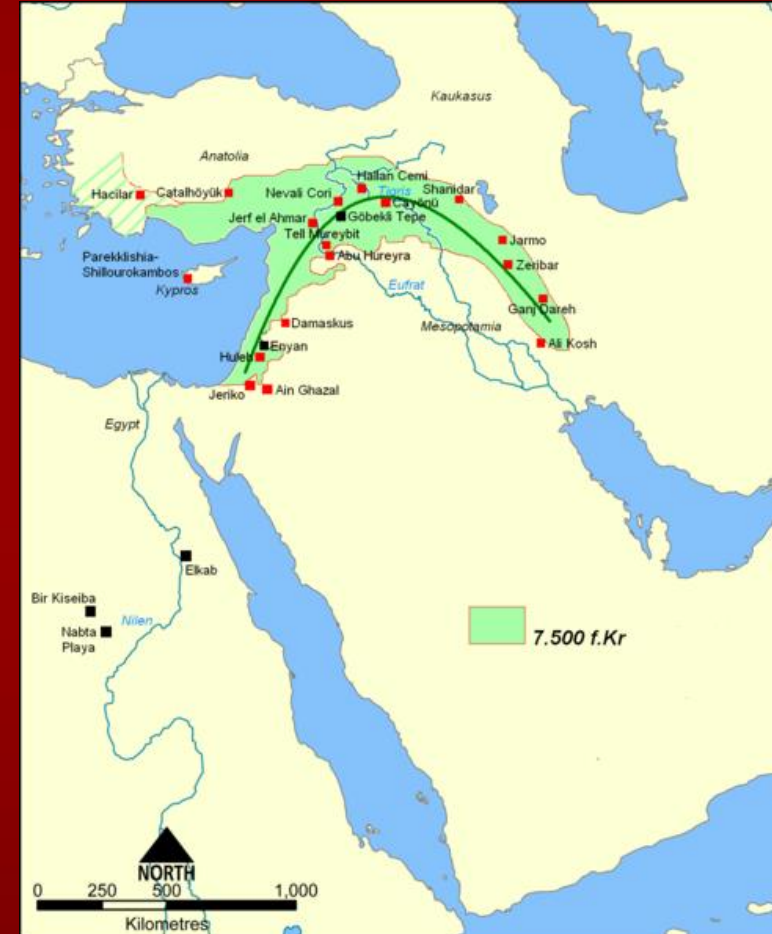 Kaukasus
Anatolia
Hallan Cemi
Hacilar
Catalhöyük
Nevali Cori
Tigris
Shanidar
Cayönü
Jerf el Ahmar
Göbekli Tepe
Tell Mureybit
Jarmo
Parekklishia-
Shillourokambos
Abu Hureyra
Zeribar
Kypros
Eufrat
Ganj Dareh
Damaskus
Mesopotamia
Enyan
Ali Kosh
Huleh
Jeriko
Ain Ghazal
Egypt
Elkab
Bir Kiseiba
Nilen
Nabta
Playa
7.500 f.Kr
NORTH
0 250 500 1,000
Kilometres